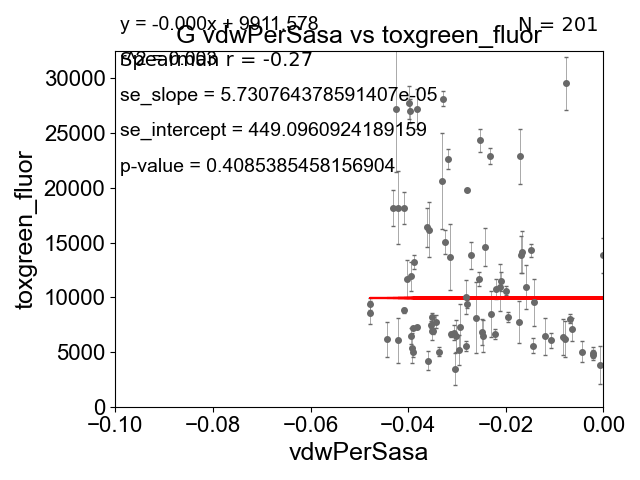 y = -0.000x + 9911.578
N = 201
G vdwPerSasa vs toxgreen_fluor
Spearman r = -0.27
se_slope = 5.730764378591407e-05
se_intercept = 449.0960924189159
p-value = 0.4085385458156904
toxgreen_fluor
30000
25000
20000
15000
10000
5000
0
−0.10
−0.08
−0.06
−0.04
−0.02
0.00
vdwPerSasa